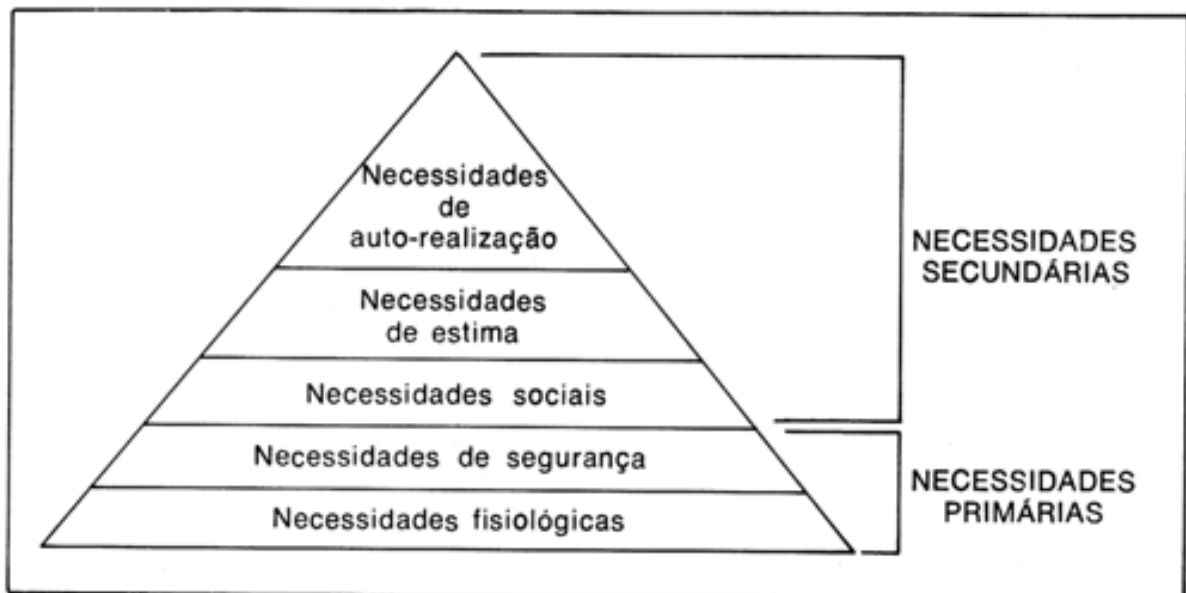 Necessidades
de
auto-realização
Necessidades
de estima
Necessidades sociais
Necessidades de segurança
Necessidades fisiológicas
NECESSIDADES
SECUNDÁRIAS
NECESSIDADES
PRIMÁRIAS